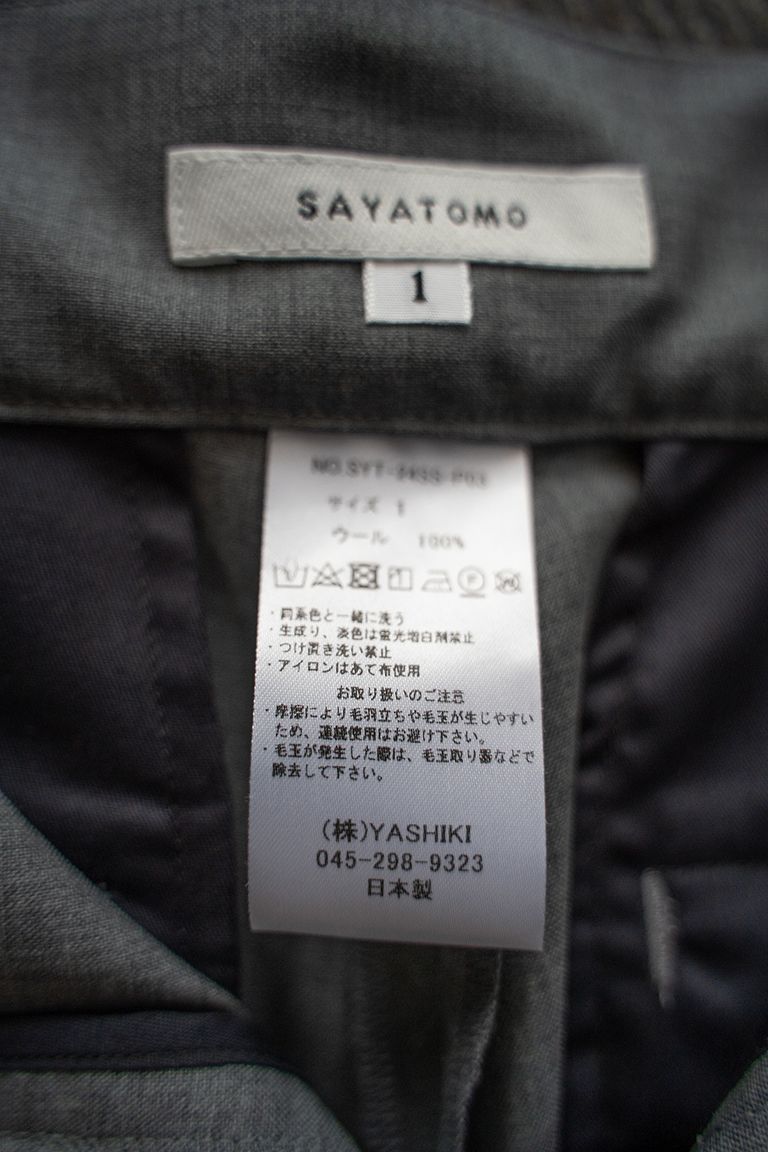 SAYATOMO
1
NO.SYT-24SS-P03
サイズ 1
ウール 100%
・同系色と一緒に洗う
・生成り、淡色は蛍光増白剤禁止
・つけ置き洗い禁止
・アイロンはあて布使用
お取り扱いのご注意
・摩擦により毛羽立ちや毛玉が生じやすい
ため、連続使用はお避け下さい。
・毛玉が発生した際は、毛玉取り器などで
除去して下さい。
(株)YASHIKI
045-298-9323
日本製